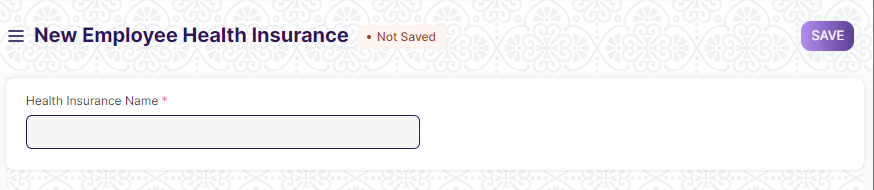 New Employee Health Insurance • Not Saved SAVE
Health Insurance Name *